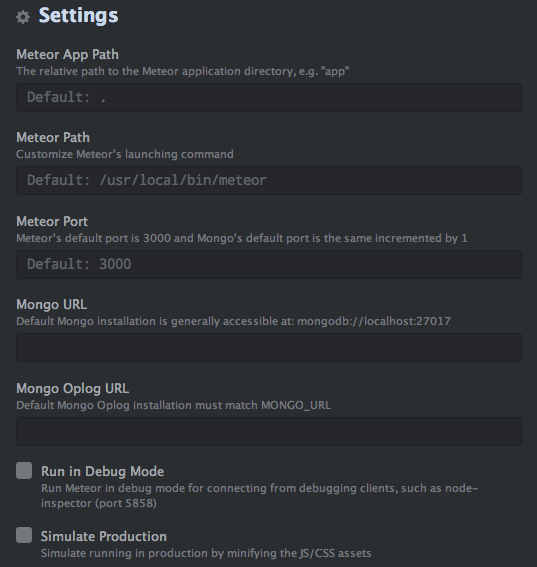 Settings
Meteor App Path
The relative path to the Meteor application directory, e.g. "app"
Default: .
Meteor Path
Customize Meteor's launching command
Default: /usr/local/bin/meteor
Meteor Port
Meteor's default port is 3000 and Mongo's default port is the same incremented by 1
Default: 3000
Mongo URL
Default Mongo installation is generally accessible at: mongodb://localhost:27017
Mongo Oplog URL
Default Mongo Oplog installation must match MONGO_URL
Run in Debug Mode
Run Meteor in debug mode for connecting from debugging clients, such as node-
inspector (port 5858)
Simulate Production
Simulate running in production by minifying the JS/CSS assets